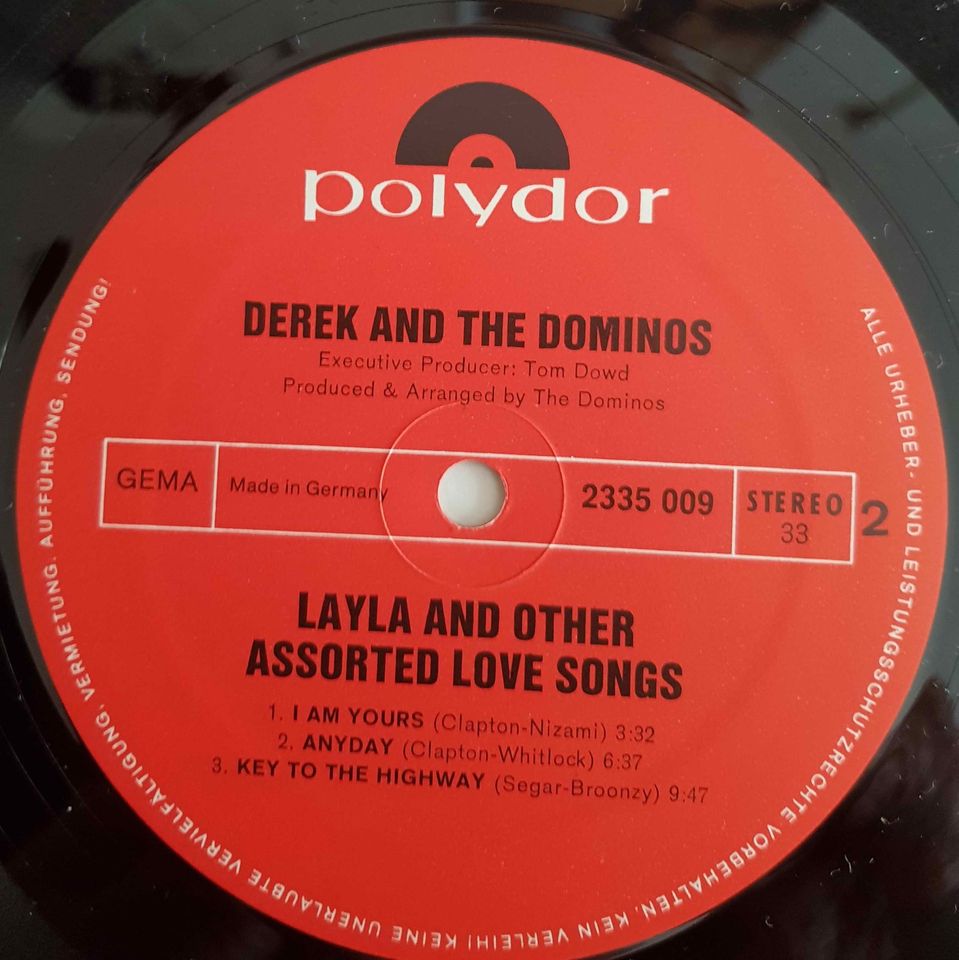 polydor
DEREK AND THE DOMINOS
Executive Producer: Tom Dowd
Produced & Arranged by The Dominos
GEMA
Made in Germany
2335 009
STEREO
33
2
LAYLA AND OTHER
ASSORTED LOVE SONGS
1. I AM YOURS (Clapton-Nizami) 3:32
2. ANYDAY (Clapton-Whitlock) 6:37
3. KEY TO THE HIGHWAY (Segar-Broonzy) 9:47
ALLE URHEBER- UND LEISTUNGSSCHUTZRECHTE VORBEHALTEN. KEIN VERLEIH! KEINE UNERLAUBTE VERVIELFÄLTIGUNG, VERMIETUNG, AUFFÜHRUNG, SENDUNG!